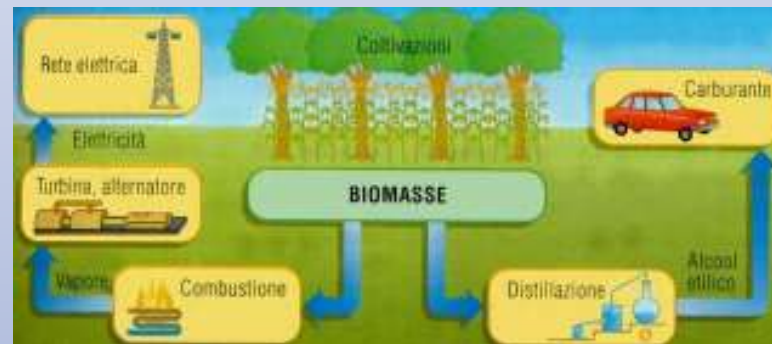 Coltivazioni
Rete elettrica
Carburante
Elettricità
Turbina, alternatore
BIOMASSE
Vapore
Combustione
Distillazione
Alcool
etilico